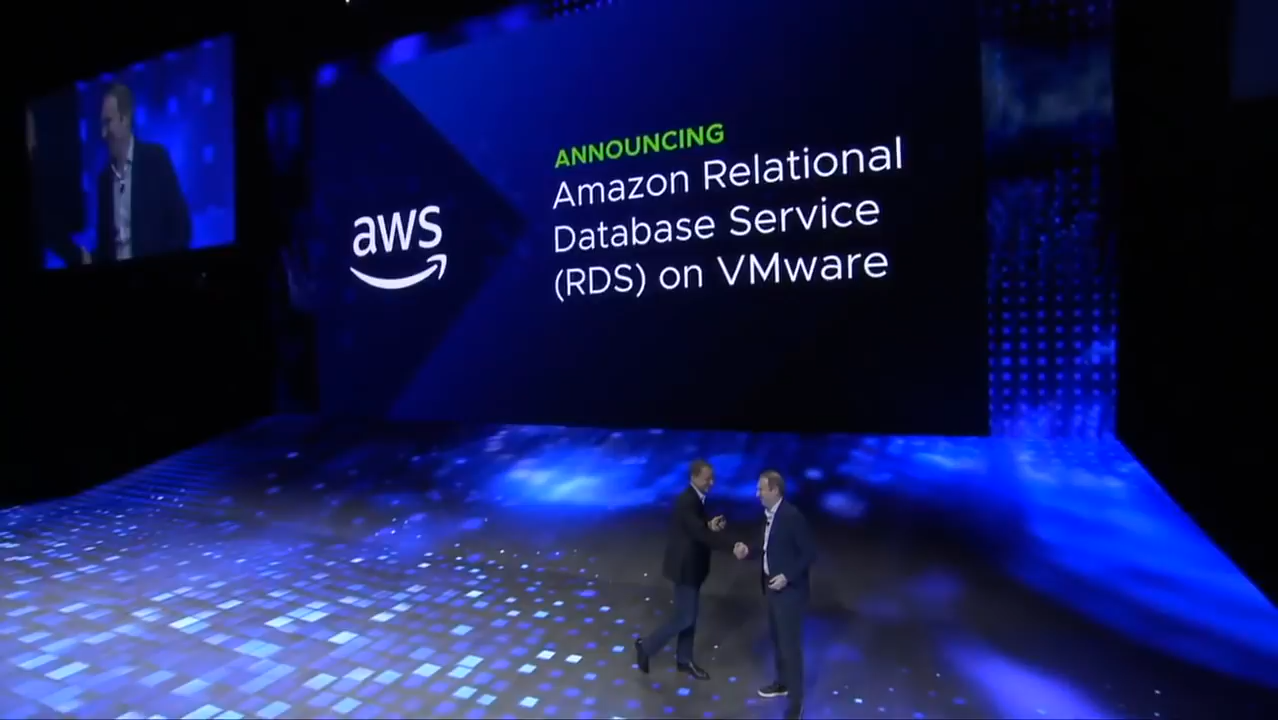 aws
ANNOUNCING
Amazon Relational
Database Service
(RDS) on VMware